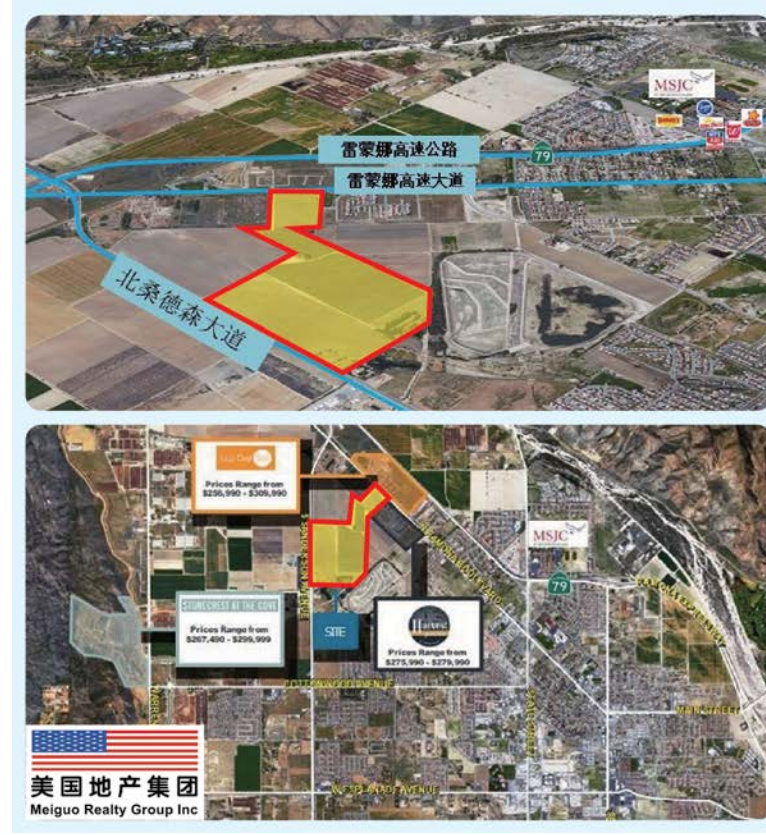 MSJC
79
雷蒙娜高速公路
雷蒙娜高速大道
北桑德森大道
Prices Range from
$256,990 - $309,990
MSJC
79
STONECREST AT THE COVE
Prices Range from
$267,490 - $299,999
SITE
Harvest
Prices Range from
$275,990 - $279,990
COTTONWOOD AVENUE
MAIN STREET
W ESPLANADE AVENUE
美国地产集团
Meiguo Realty Group Inc